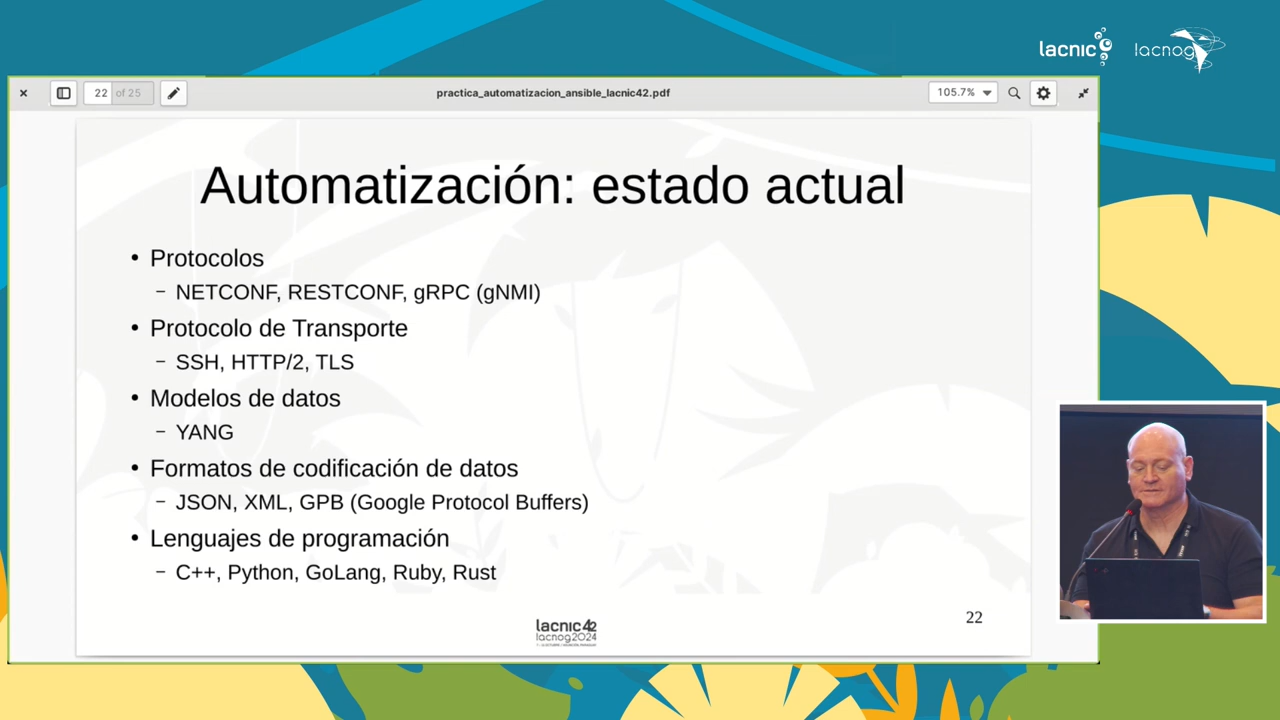 lacnic
lacnog
22 of 25
practica_automatizacion_ansible_lacnic42.pdf
105.7%
Automatización: estado actual
• Protocolos
– NETCONF, RESTCONF, gRPC (gNMI)
• Protocolo de Transporte
– SSH, HTTP/2, TLS
• Modelos de datos
– YANG
• Formatos de codificación de datos
– JSON, XML, GPB (Google Protocol Buffers)
• Lenguajes de programación
– C++, Python, GoLang, Ruby, Rust
22
lacnic42
lacnog2024